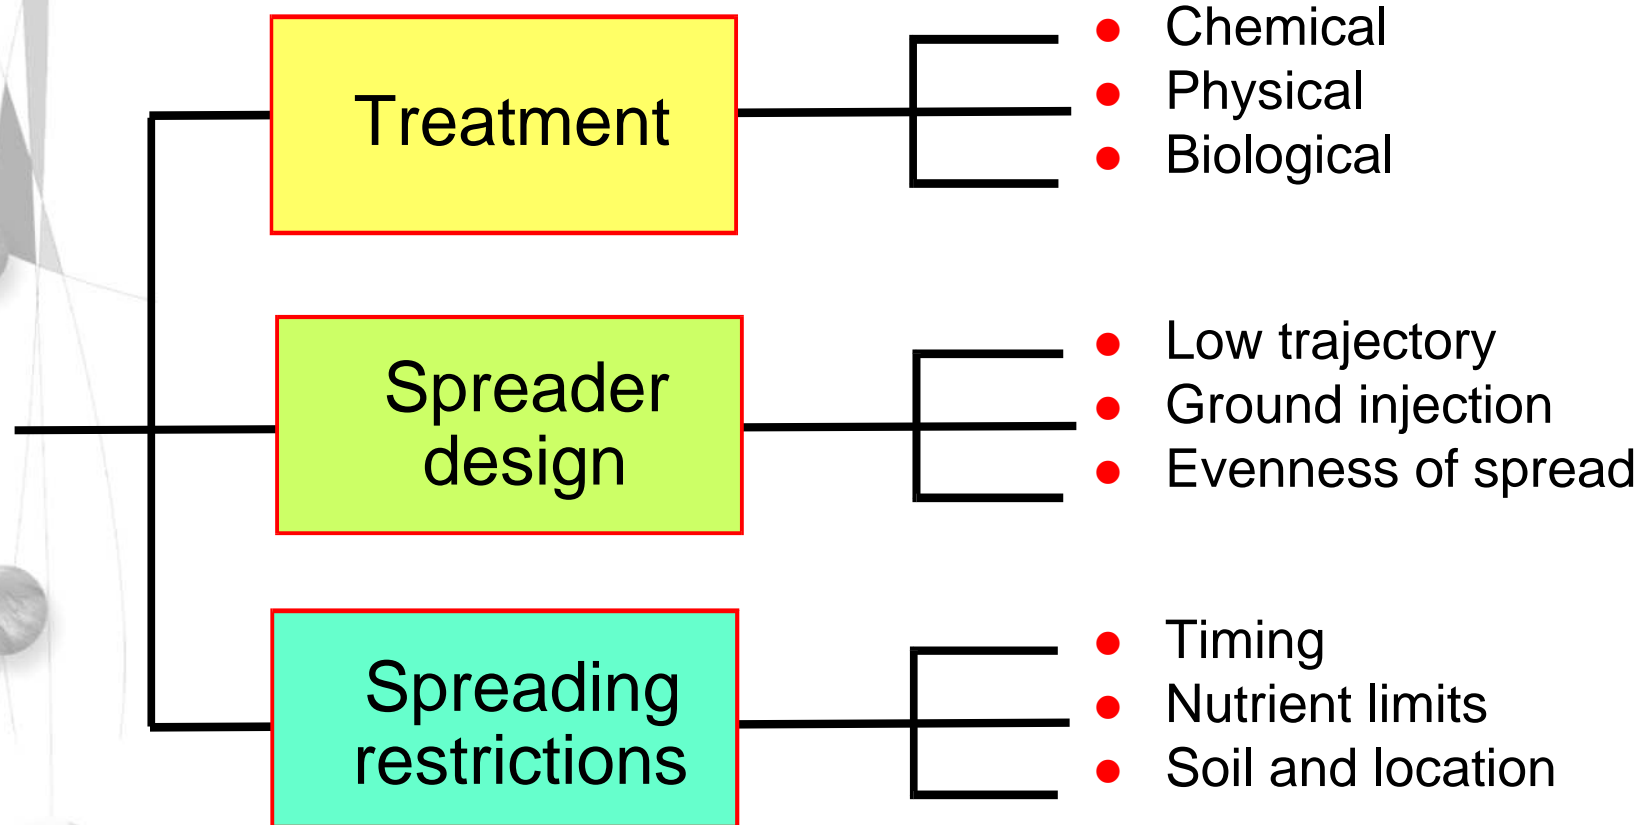 Treatment
Chemical
Physical
Biological
Spreader
design
Low trajectory
Ground injection
Evenness of spread
Spreading
restrictions
Timing
Nutrient limits
Soil and location